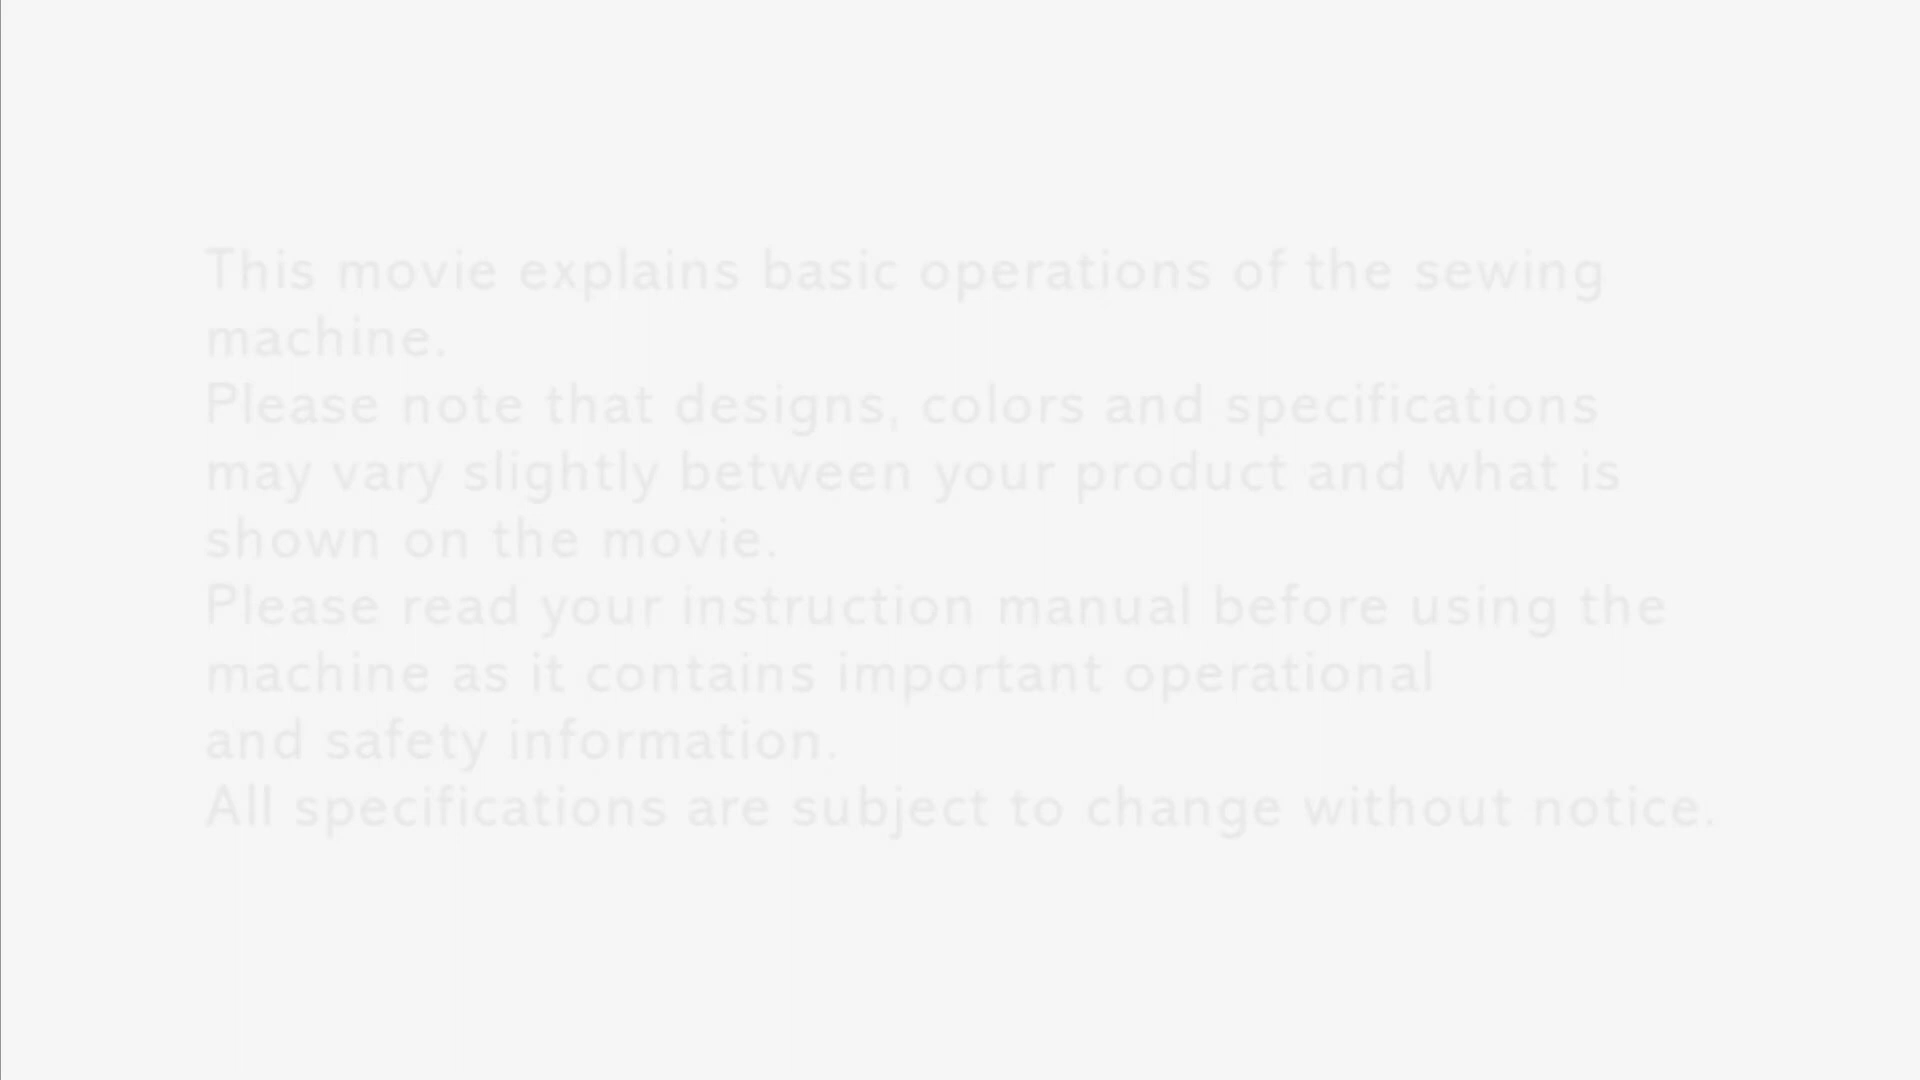 This movie explains basic operations of the sewing
machine.
Please note that designs, colors and specifications
may vary slightly between your product and what is
shown on the movie.
Please read your instruction manual before using the
machine as it contains important operational
and safety information.
All specifications are subject to change without notice.